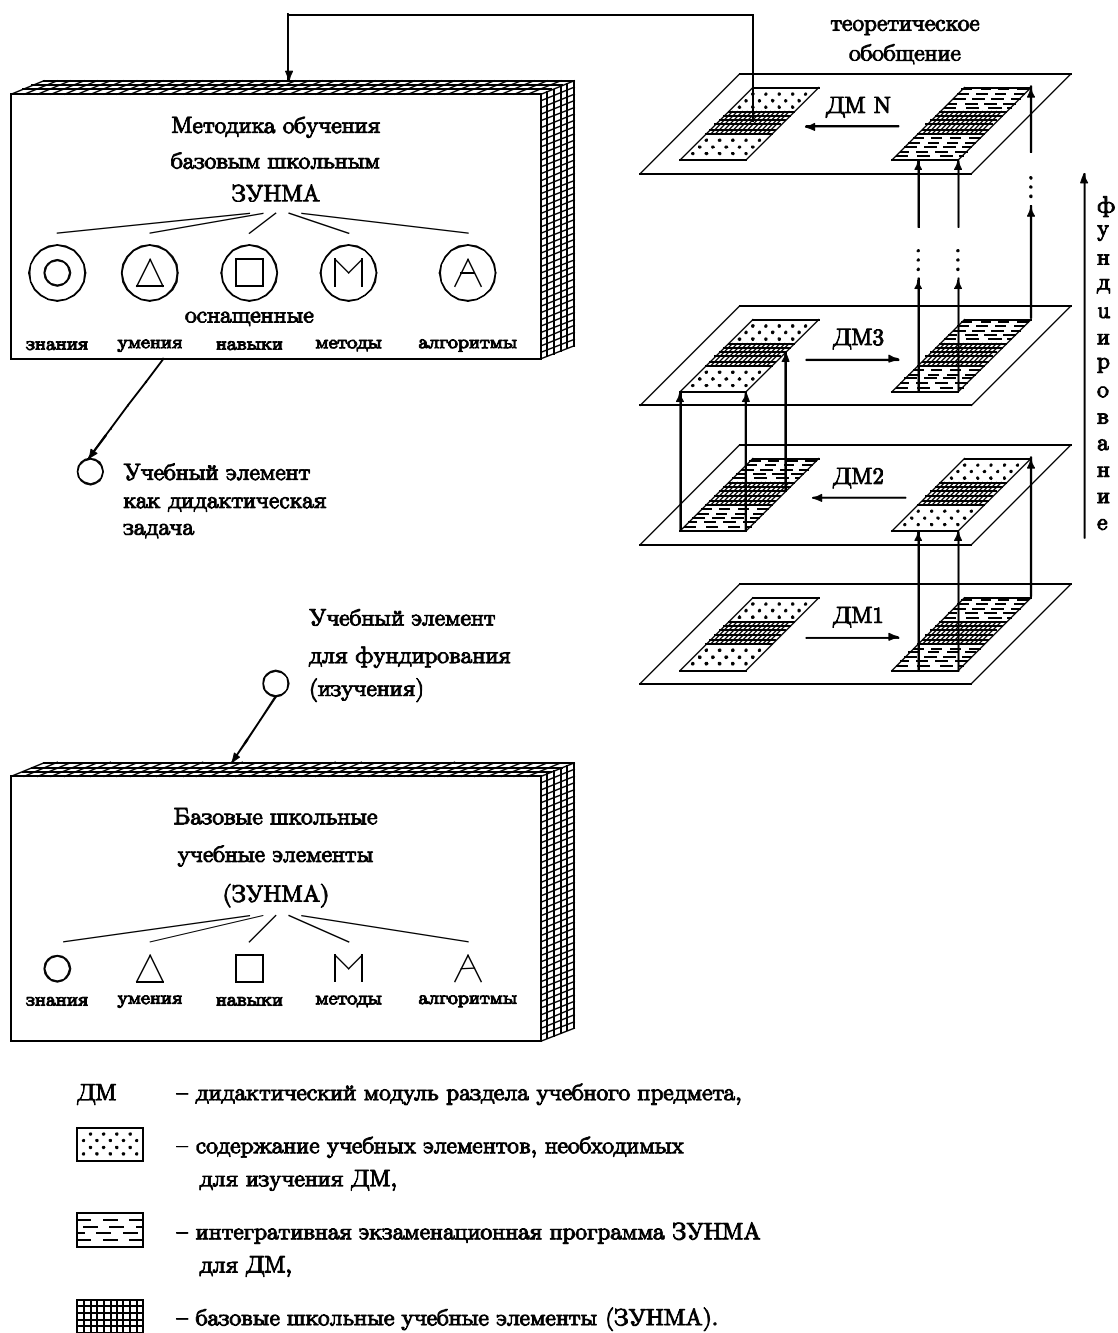 теоретическое
обобщение
Методика обучения
базовым школьным
ЗУНМА
оснащенные
знания умения навыки методы алгоритмы
Учебный элемент
как дидактическая
задача
ДМ N
ДМ3
ДМ2
ДМ1
ф
у
н
д
и
и
р
о
в
а
н
и
е
Учебный элемент
для фундирования
(изучения)
Базовые школьные
учебные элементы
(ЗУНМА)
знания умения навыки методы алгоритмы
ДМ – дидактический модуль раздела учебного предмета,
– содержание учебных элементов, необходимых
для изучения ДМ,
– интегративная экзаменационная программа ЗУНМА
для ДМ,
– базовые школьные учебные элементы (ЗУНМА).